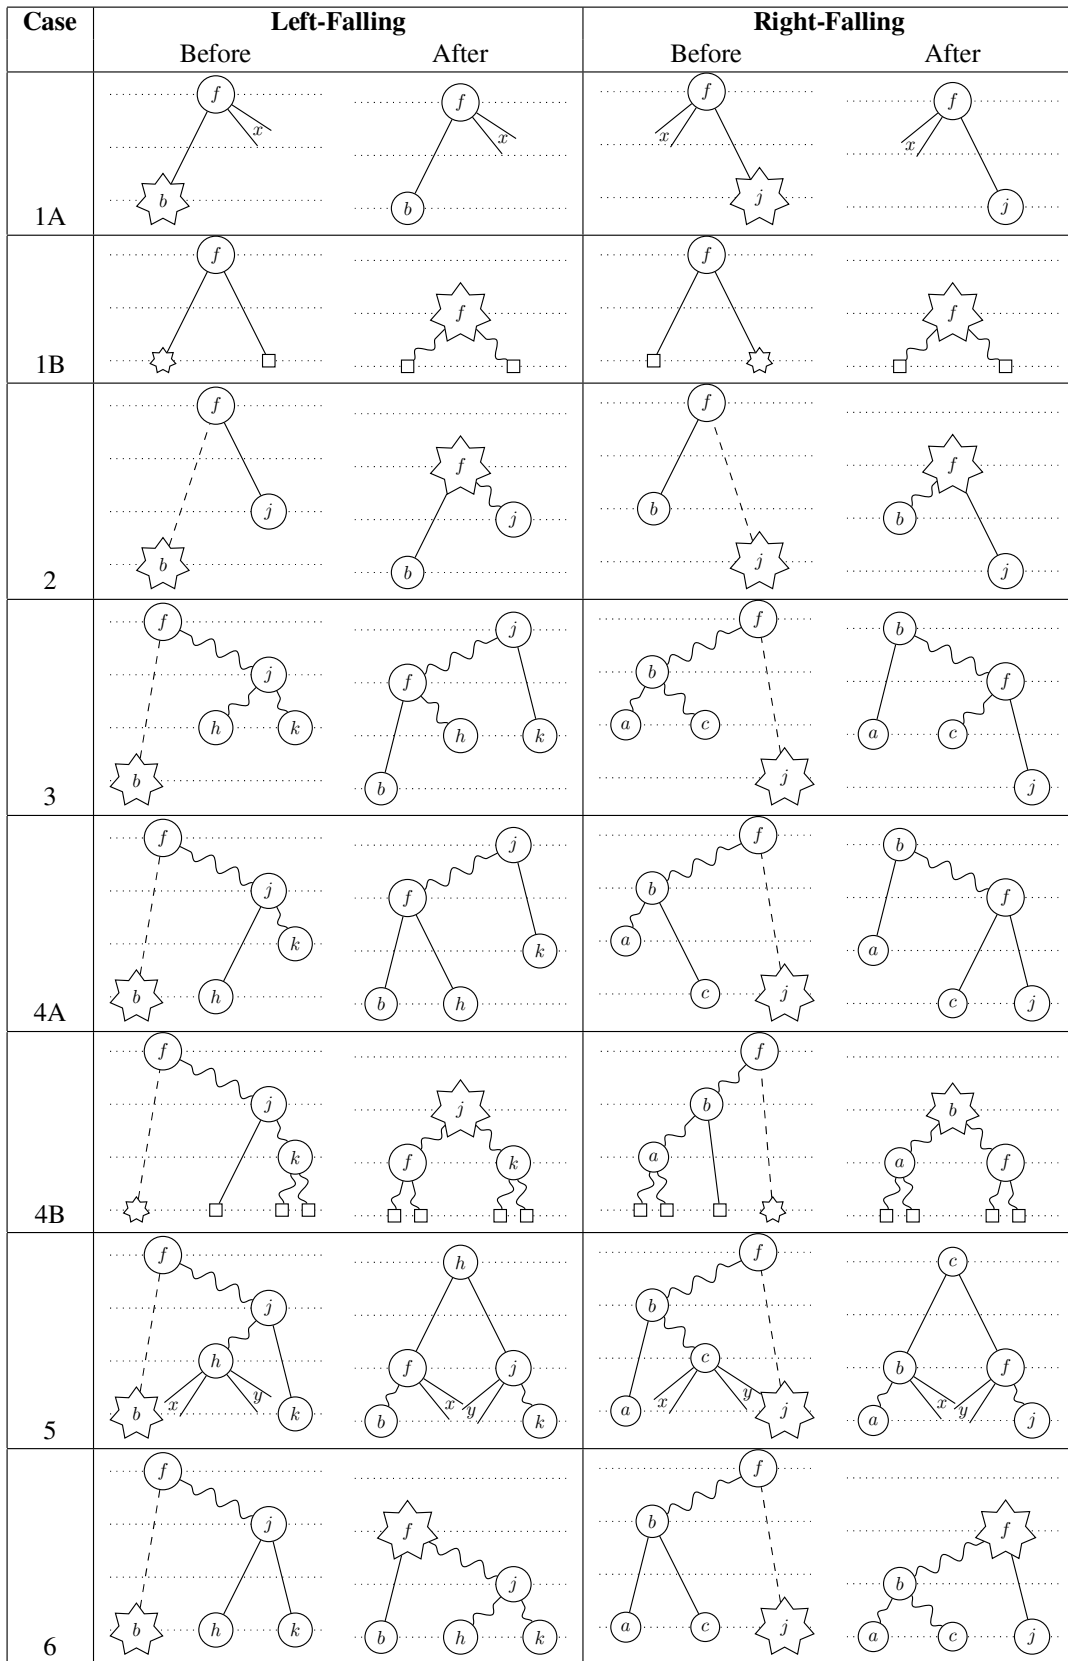 Case Left-Falling Right-Falling
Before After Before After
f f f f
x x x x
b b j j
1A
f f f f
1B
f f f f
j j b b
b b j j
2
f j f b
j f b f
h k h k a c a c
b b j j
3
f j f b
j f b f
k k a a
b h b h c j c j
4A
f j f b
j f k b a f
k a
4B
f h f c
j b
h f j c b f
x y x y x y x y
b k b k a j a j
5
f f f f
j j b b
b h k b h k a c j a c j
6